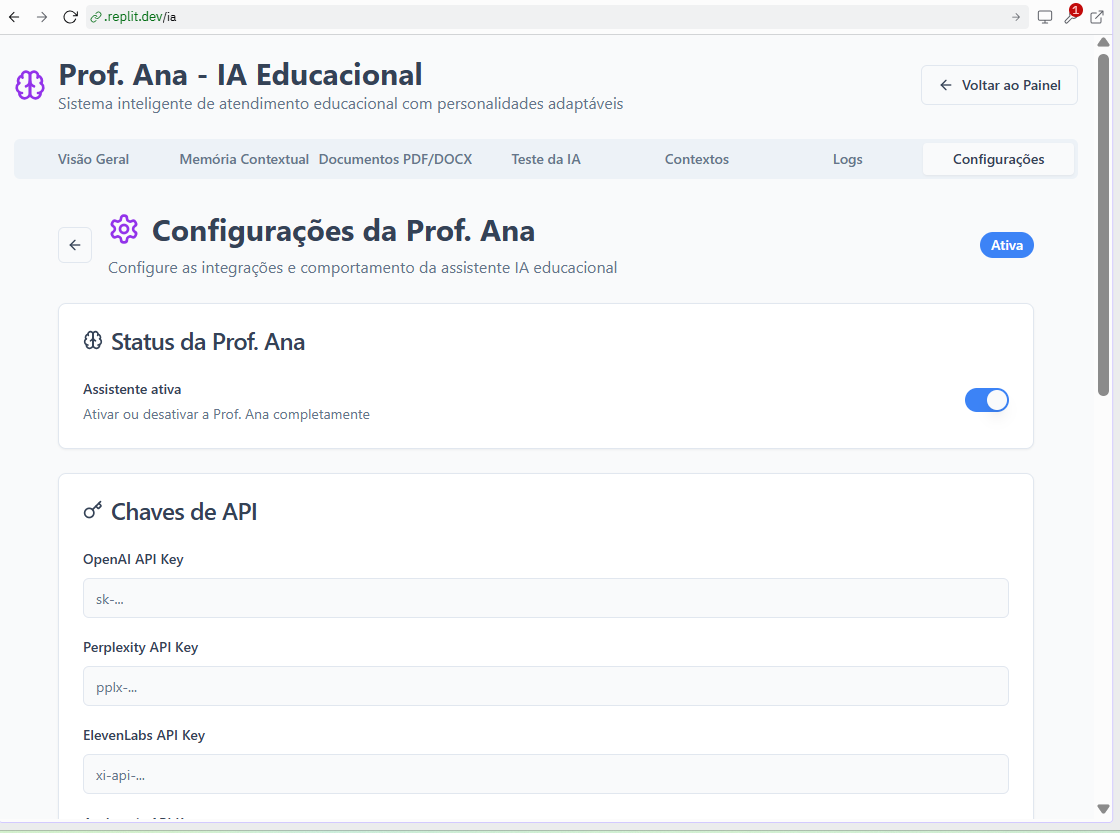 .replit.dev/ia
1
Prof. Ana - IA Educacional
Sistema inteligente de atendimento educacional com personalidades adaptáveis
Voltar ao Painel
Visão Geral
Memória Contextual
Documentos PDF/DOCX
Teste da IA
Contextos
Logs
Configurações
Configurações da Prof. Ana
Configure as integrações e comportamento da assistente IA educacional
Ativa
Status da Prof. Ana
Assistente ativa
Ativar ou desativar a Prof. Ana completamente
Chaves de API
OpenAI API Key
sk-...
Perplexity API Key
pplx-...
ElevenLabs API Key
xi-api-...